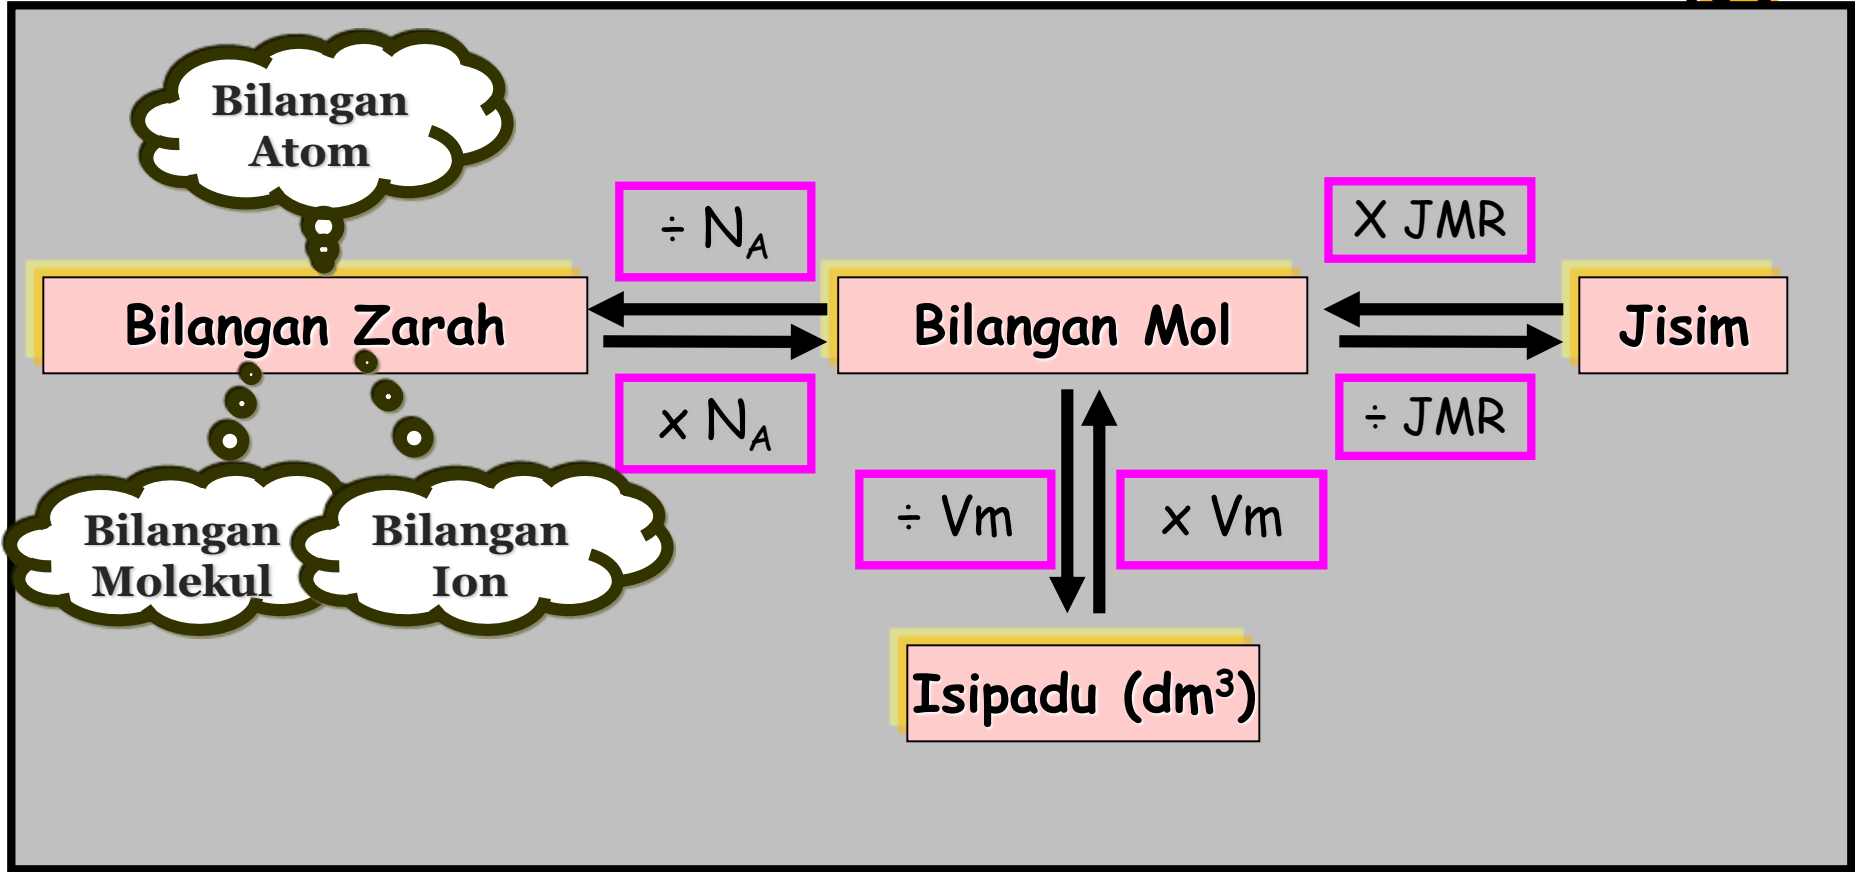 Bilangan
Atom
÷ NA
X JMR
Bilangan Zarah
Bilangan Mol
Jisim
x NA
÷ JMR
÷ Vm
x Vm
Bilangan
Molekul
Bilangan
Ion
Isipadu (dm³)